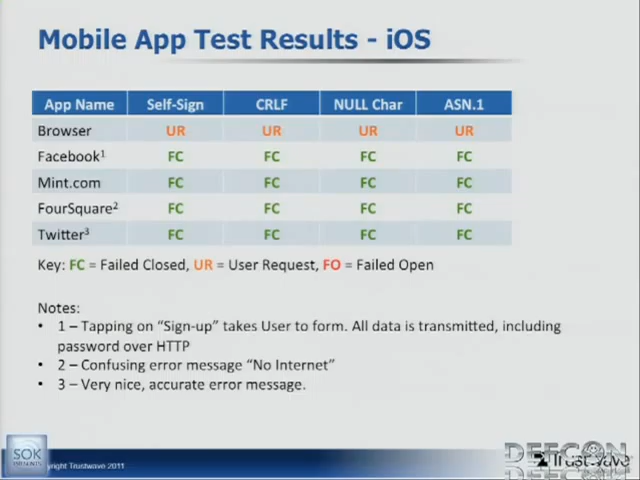 Mobile App Test Results - iOS
App Name Self-Sign CRLF NULL Char ASN.1
Browser UR UR UR UR
Facebook¹ FC FC FC FC
Mint.com FC FC FC FC
FourSquare² FC FC FC FC
Twitter³ FC FC FC FC
Key: FC = Failed Closed, UR = User Request, FO = Failed Open
Notes:
• 1 – Tapping on “Sign-up” takes User to form. All data is transmitted, including
password over HTTP
• 2 – Confusing error message “No Internet”
• 3 – Very nice, accurate error message.
SOK
Trustwave 2011
DEFCON
Trustwave